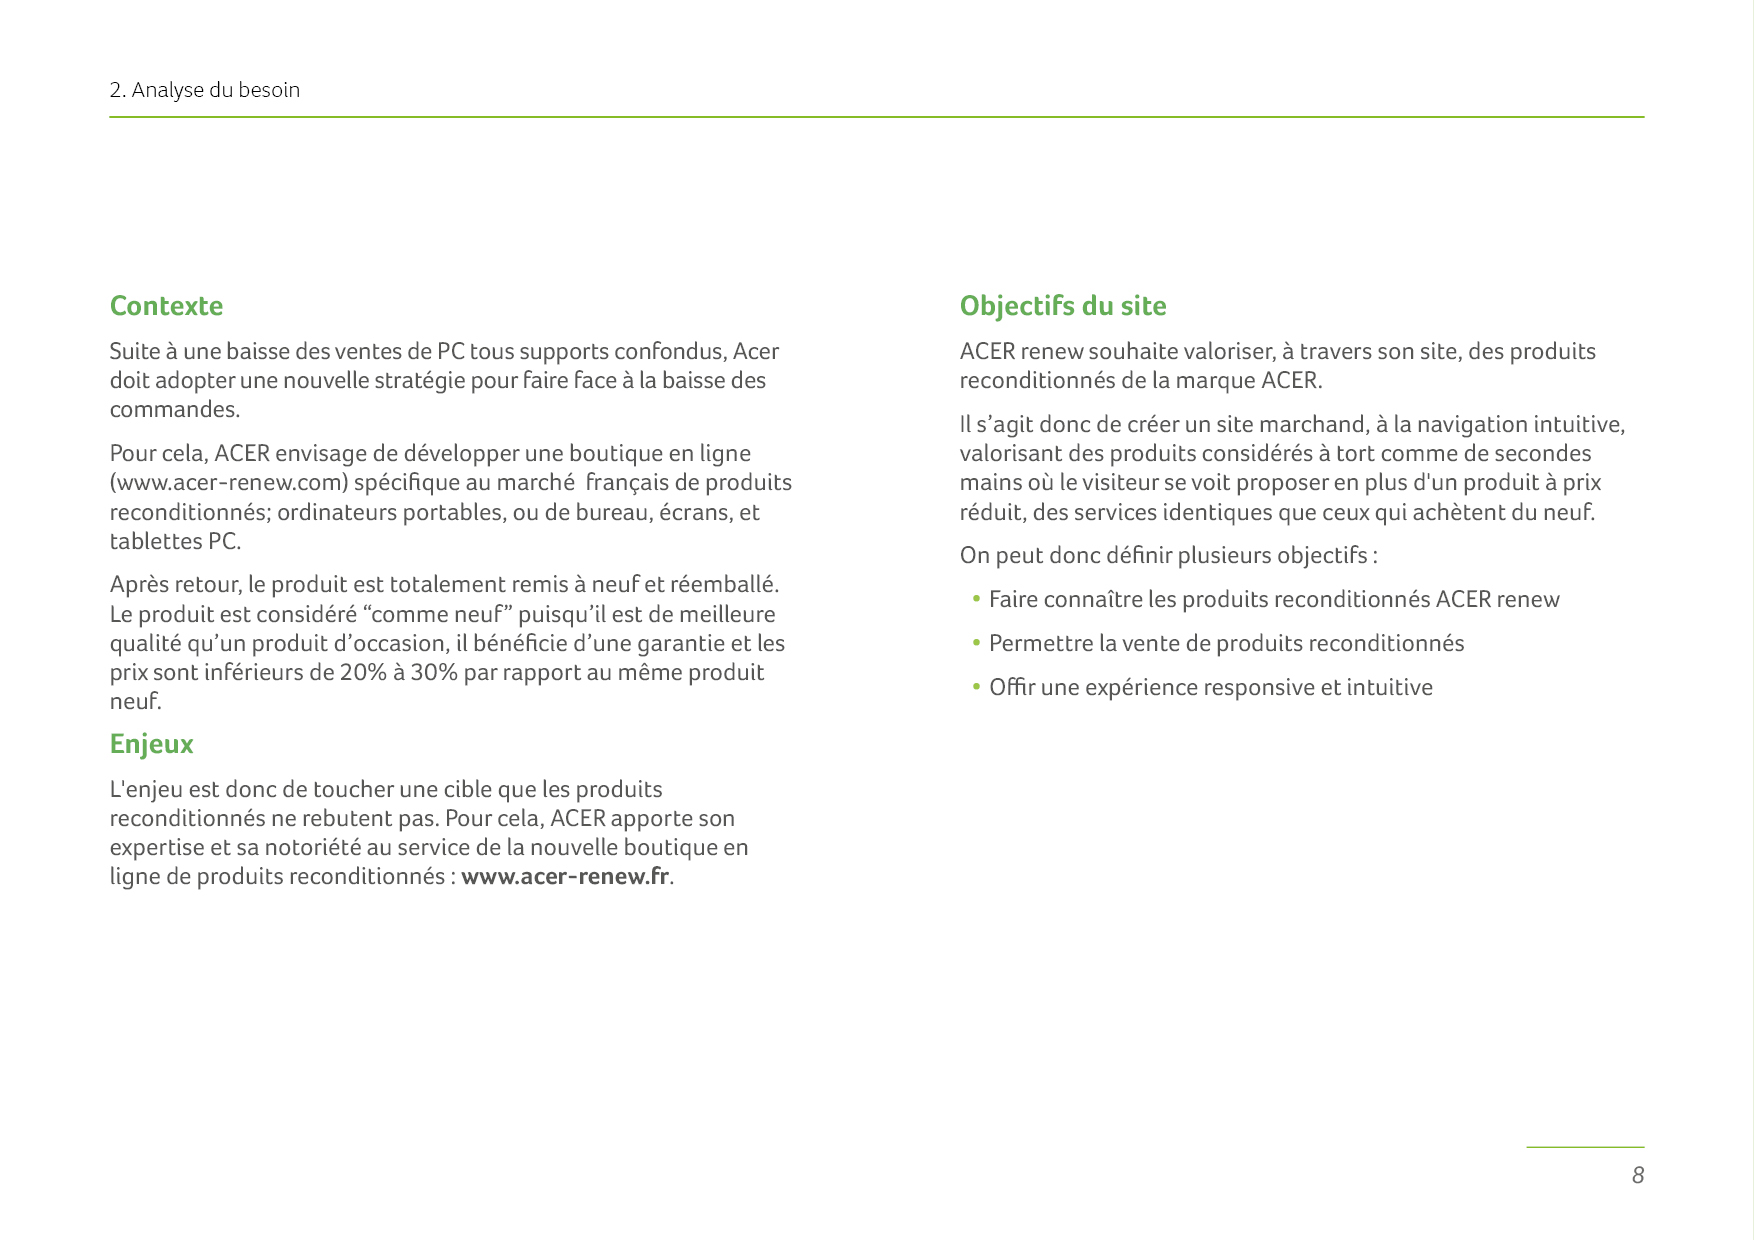 2. Analyse du besoin
Contexte
Suite à une baisse des ventes de PC tous supports confondus, Acer
doit adopter une nouvelle stratégie pour faire face à la baisse des
commandes.
Pour cela, ACER envisage de développer une boutique en ligne
(www.acer-renew.com) spécifique au marché  français de produits
reconditionnés; ordinateurs portables, ou de bureau, écrans, et
tablettes PC.
Après retour, le produit est totalement remis à neuf et réemballé.
Le produit est considéré “comme neuf” puisqu’il est de meilleure
qualité qu’un produit d’occasion, il bénéficie d’une garantie et les
prix sont inférieurs de 20% à 30% par rapport au même produit
neuf.
Enjeux
L'enjeu est donc de toucher une cible que les produits
reconditionnés ne rebutent pas. Pour cela, ACER apporte son
expertise et sa notoriété au service de la nouvelle boutique en
ligne de produits reconditionnés : www.acer-renew.fr.
Objectifs du site
ACER renew souhaite valoriser, à travers son site, des produits
reconditionnés de la marque ACER.
Il s’agit donc de créer un site marchand, à la navigation intuitive,
valorisant des produits considérés à tort comme de secondes
mains où le visiteur se voit proposer en plus d'un produit à prix
réduit, des services identiques que ceux qui achètent du neuf.
On peut donc définir plusieurs objectifs :
• Faire connaître les produits reconditionnés ACER renew
• Permettre la vente de produits reconditionnés
• Offir une expérience responsive et intuitive
8